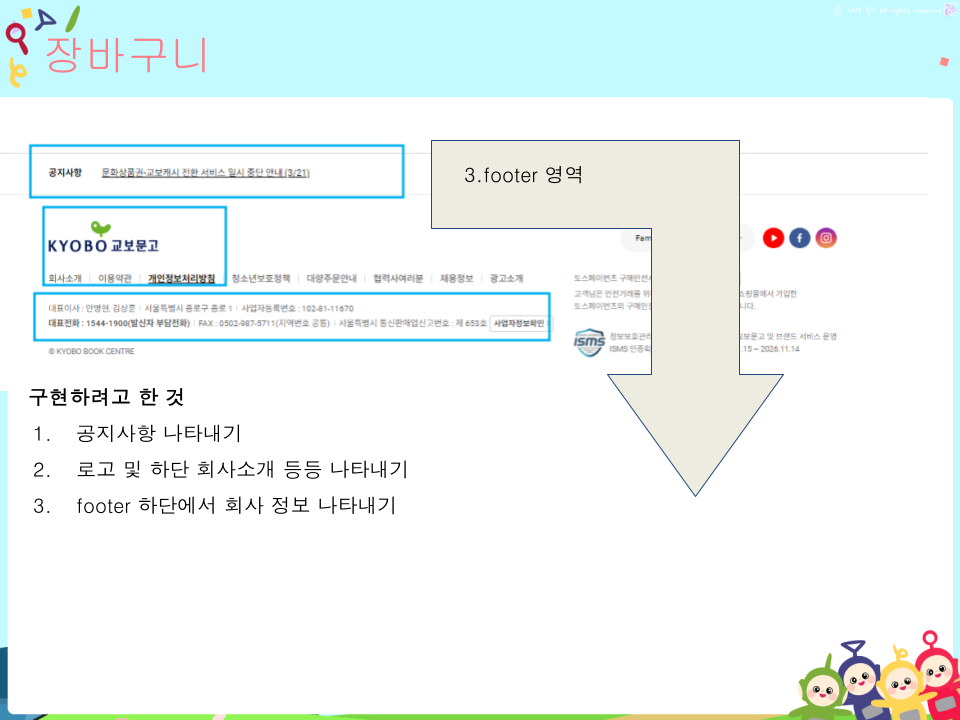 All rights reserved
장바구니
3.footer 영역
공지사항 문화상품권-교보캐시 전환 서비스 일시 중단 안내 (3/21)
KYOBO 교보문고
Fam
회사소개 | 이용약관 | 개인정보처리방침 | 청소년보호정책 | 대량주문안내 | 협력사여러분 | 채용정보 | 광고소개
대표이사 : 안병현, 김상훈 | 서울특별시 종로구 종로 1 | 사업자등록번호 : 102-81-11670
대표전화 : 1544-1900(발신자 부담전화) | FAX : 0502-987-5711(지역번호 공통) | 서울특별시 통신판매업신고번호 : 제 653호 사업자정보확인
© KYOBO BOOK CENTRE
토스페이먼츠 구매안전서
고객님은 안전거래를 위 쇼핑몰에서 가입한
토스페이먼츠의 구매안전 니다.
ISMS
정보보호관리 교보문고 및 브랜드 서비스 운영
ISMS 인증획 .15 ~ 2026.11.14
구현하려고 한 것
1. 공지사항 나타내기
2. 로고 및 하단 회사소개 등등 나타내기
3. footer 하단에서 회사 정보 나타내기